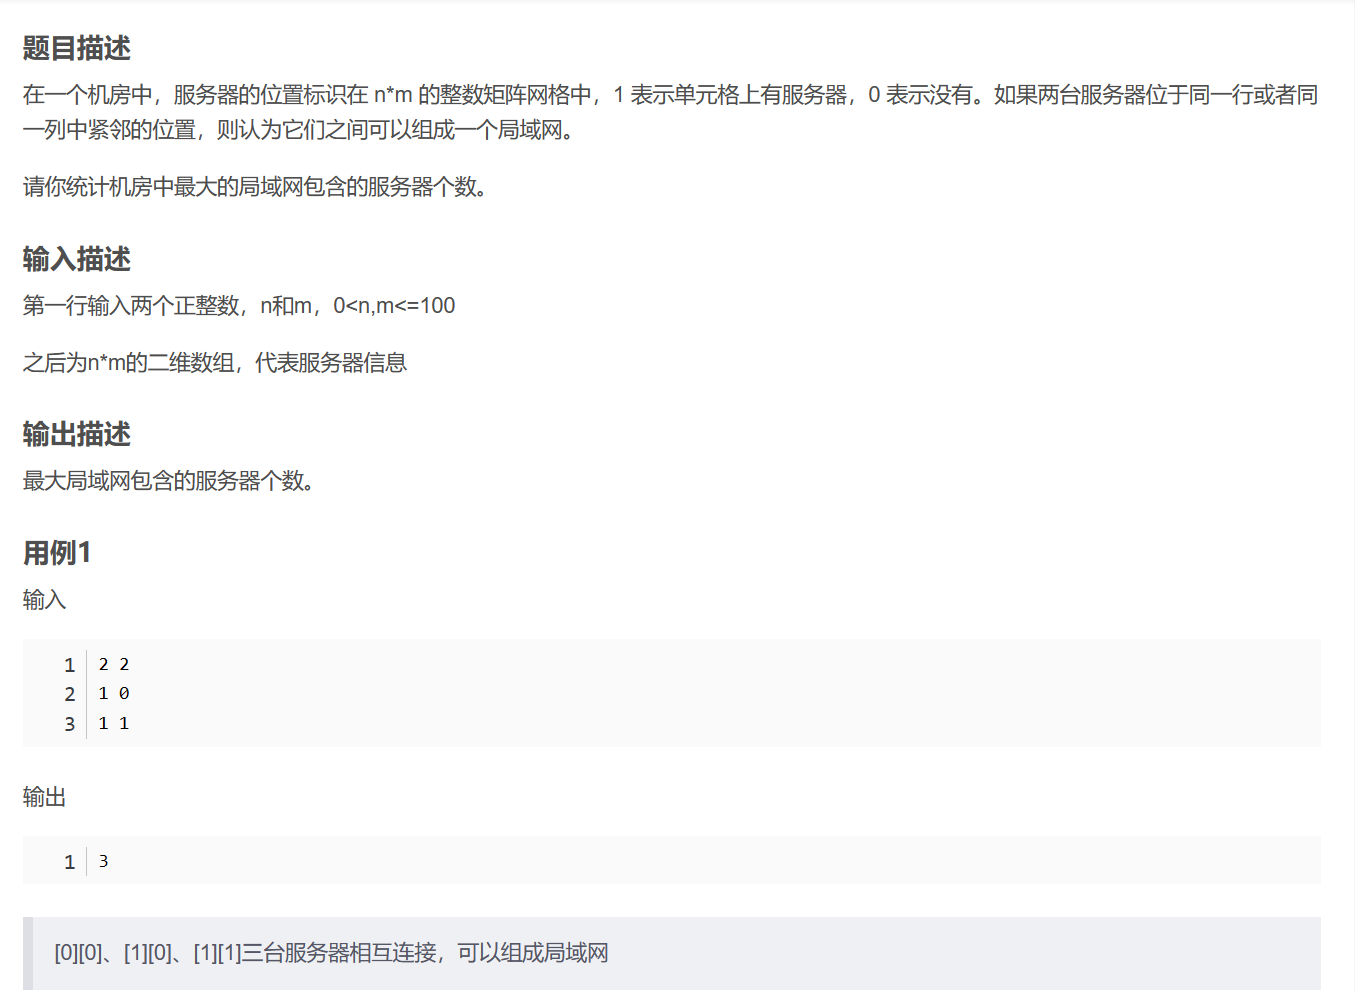 题目描述
在一个机房中，服务器的位置标识在 n*m 的整数矩阵网格中，1 表示单元格上有服务器，0 表示没有。如果两台服务器位于同一行或者同
一列中紧邻的位置，则认为它们之间可以组成一个局域网。
请你统计机房中最大的局域网包含的服务器个数。
输入描述
第一行输入两个正整数，n和m，0<n,m<=100
之后为n*m的二维数组，代表服务器信息
输出描述
最大局域网包含的服务器个数。
用例1
输入
1 2 2
2 1 0
3 1 1
输出
1 3
[0][0]、[1][0]、[1][1]三台服务器相互连接，可以组成局域网